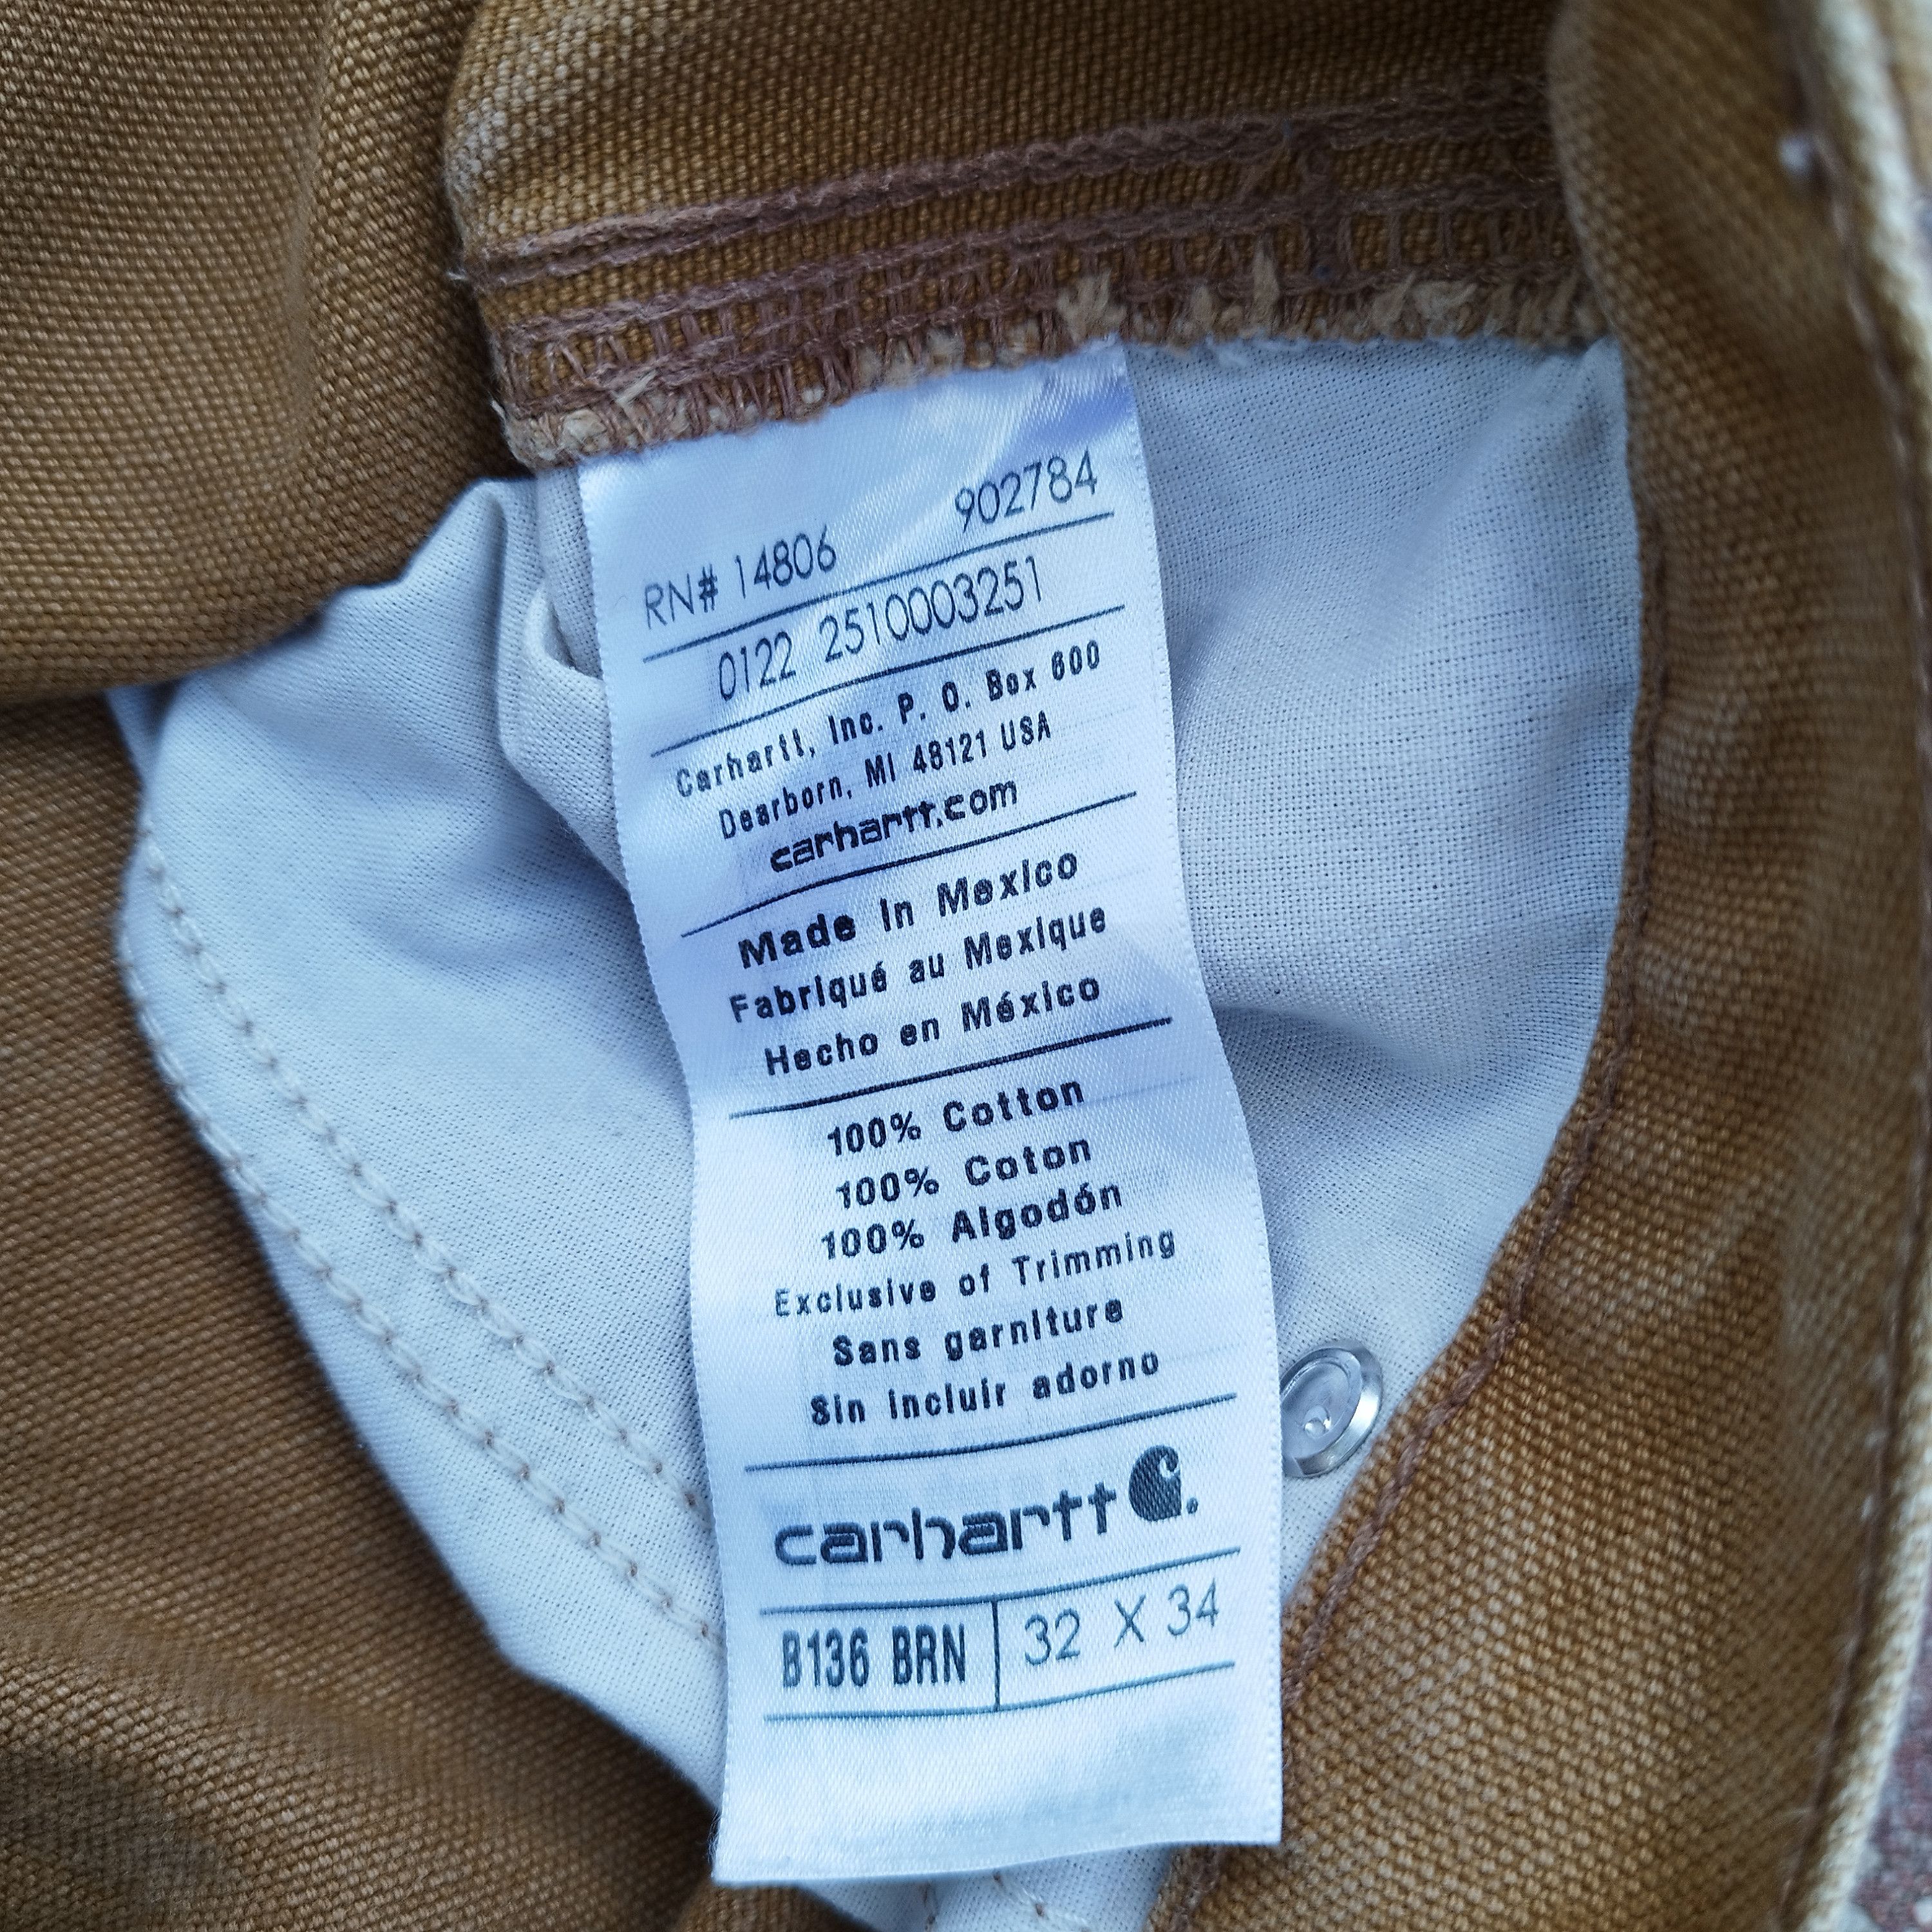 RN# 14806 902784
0122 2510003251
Carhartt, Inc. P. O. Box 600
Dearborn, MI 48121 USA
carhartt.com
Made in Mexico
Fabriqué au Mexique
Hecho en México
100% Cotton
100% Coton
100% Algodón
Exclusive of Trimming
Sans garniture
Sin incluir adorno
carhartt
B136 BRN 32 X 34